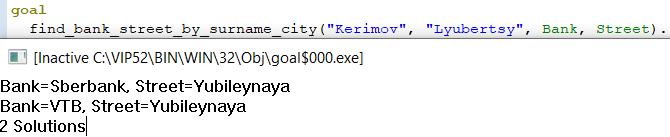 goal
find_bank_street_by_surname_city("Kerimov", "Lyubertsy", Bank, Street).
[Inactive C:\VIP52\BIN\WIN\32\Obj\goal$000.exe]
Bank=Sberbank, Street=Yubileynaya
Bank=VTB, Street=Yubileynaya
2 Solutions